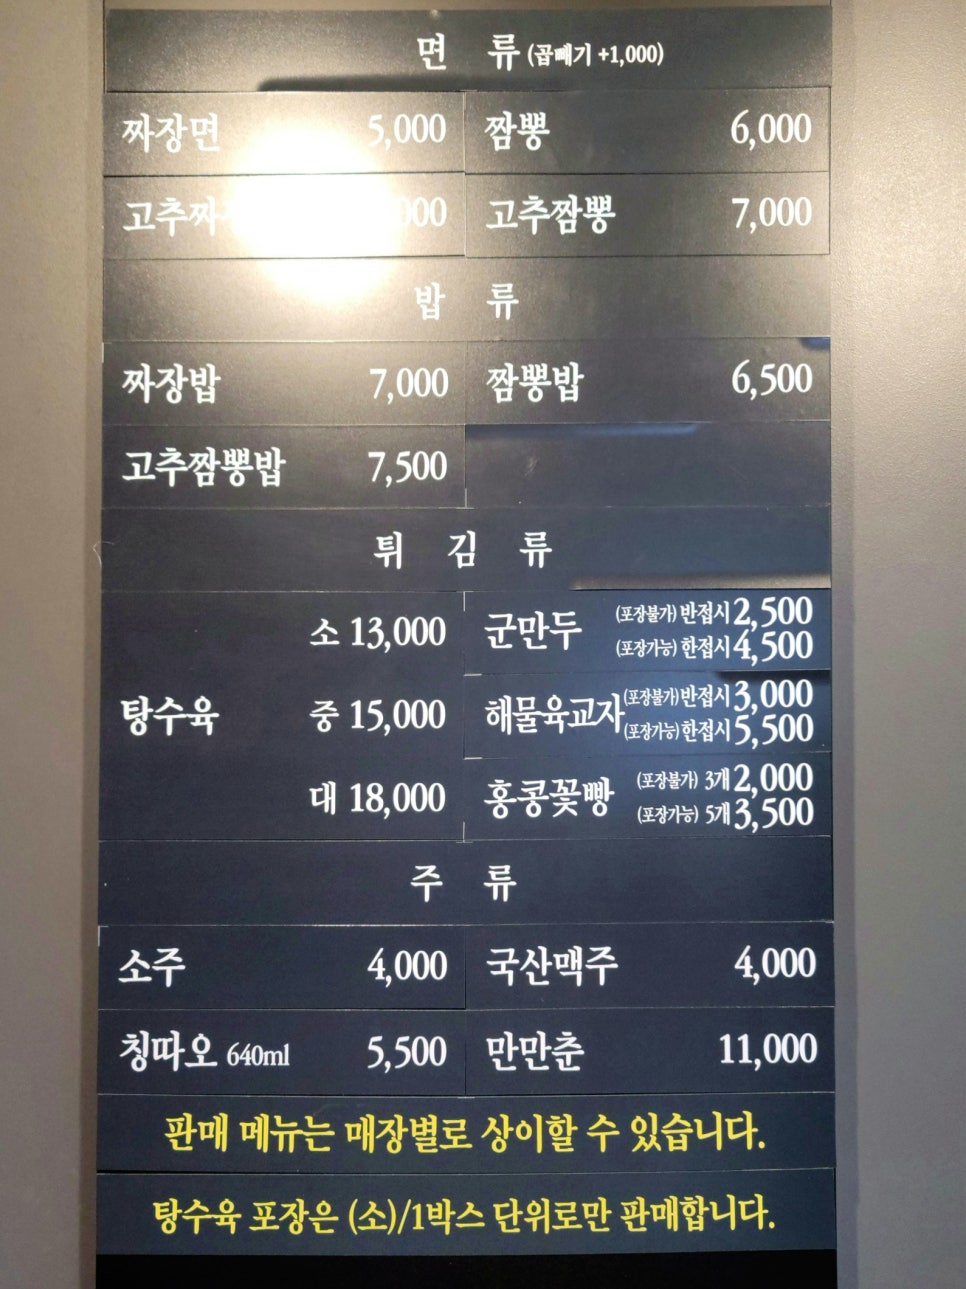 면 류 (곱빼기 +1,000)
짜장면 5,000 짬뽕 6,000
고추짜 000 고추짬뽕 7,000
밥 류
짜장밥 7,000 짬뽕밥 6,500
고추짬뽕밥 7,500
튀 김 류
탕수육
소 13,000
중 15,000
대 18,000
군만두
(포장불가) 반접시 2,500
(포장가능) 한접시 4,500
해물육교자
(포장불가) 반접시 3,000
(포장가능) 한접시 5,500
홍콩꽃빵
(포장불가) 3개 2,000
(포장가능) 5개 3,500
주 류
소주 4,000 국산맥주 4,000
칭따오 640ml 5,500 만만춘 11,000
판매 메뉴는 매장별로 상이할 수 있습니다.
탕수육 포장은 (소)/1박스 단위로만 판매합니다.